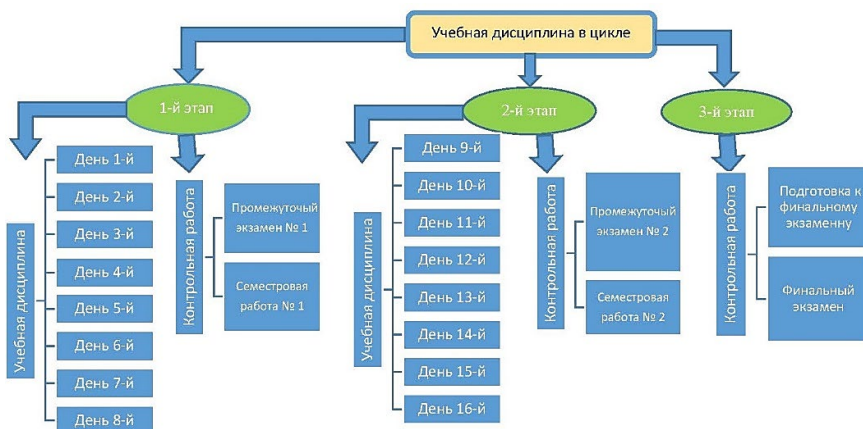 Учебная дисциплина в цикле
1-й этап
Учебная дисциплина
День 1-й
День 2-й
День 3-й
День 4-й
День 5-й
День 6-й
День 7-й
День 8-й
Контрольная работа
Промежуточый
экзамен № 1
Семестровая
работа № 1
2-й этап
Учебная дисциплина
День 9-й
День 10-й
День 11-й
День 12-й
День 13-й
День 14-й
День 15-й
День 16-й
Контрольная работа
Промежуточый
экзамен № 2
Семестровая
работа № 2
3-й этап
Контрольная работа
Подготовка к
финальному
экзаменну
Финальный
экзамен